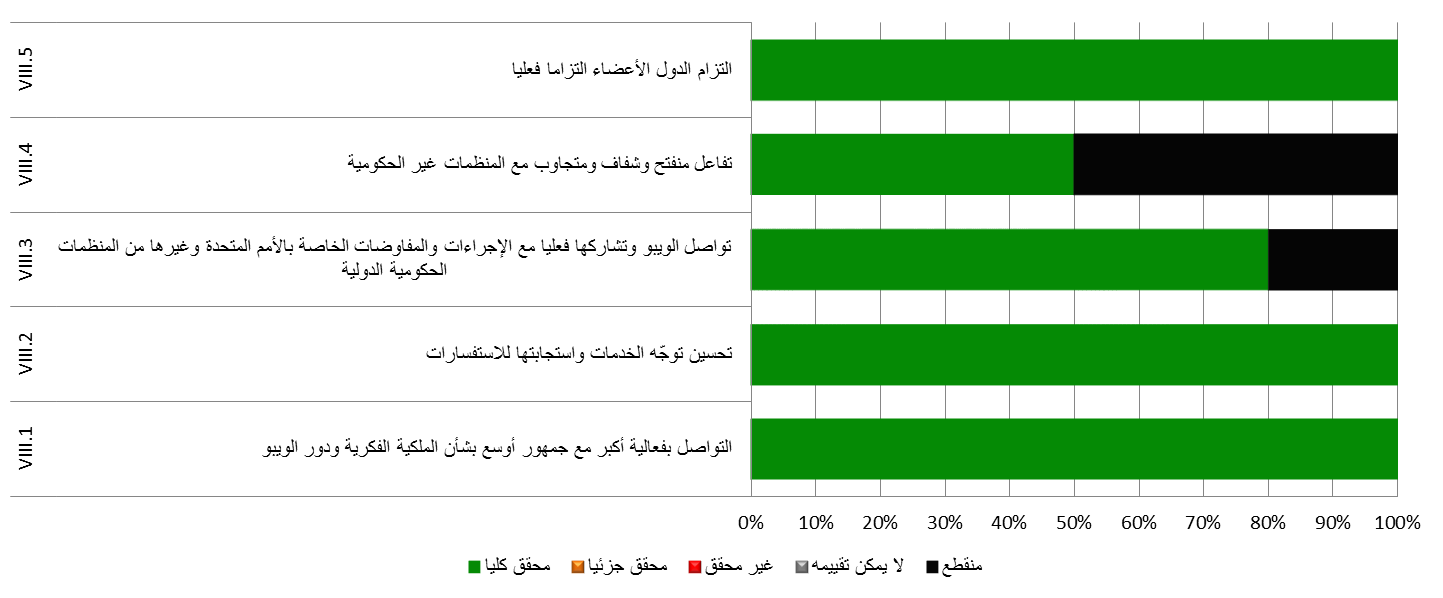 VIII.5
التزام الدول الأعضاء التزاما فعليا
VIII.4
تفاعل منفتح وشفاف ومتجاوب مع المنظمات غير الحكومية
VIII.3
تواصل الويبو وتشاركها فعليا مع الإجراءات والمفاوضات الخاصة بالأمم المتحدة وغيرها من المنظمات
الحكومية الدولية
VIII.2
تحسين توجّه الخدمات واستجابتها للاستفسارات
VIII.1
التواصل بفعالية أكبر مع جمهور أوسع بشأن الملكية الفكرية ودور الويبو
0% 10% 20% 30% 40% 50% 60% 70% 80% 90% 100%
محقق كليا محقق جزئيا غير محقق لا يمكن تقييمه منقطع